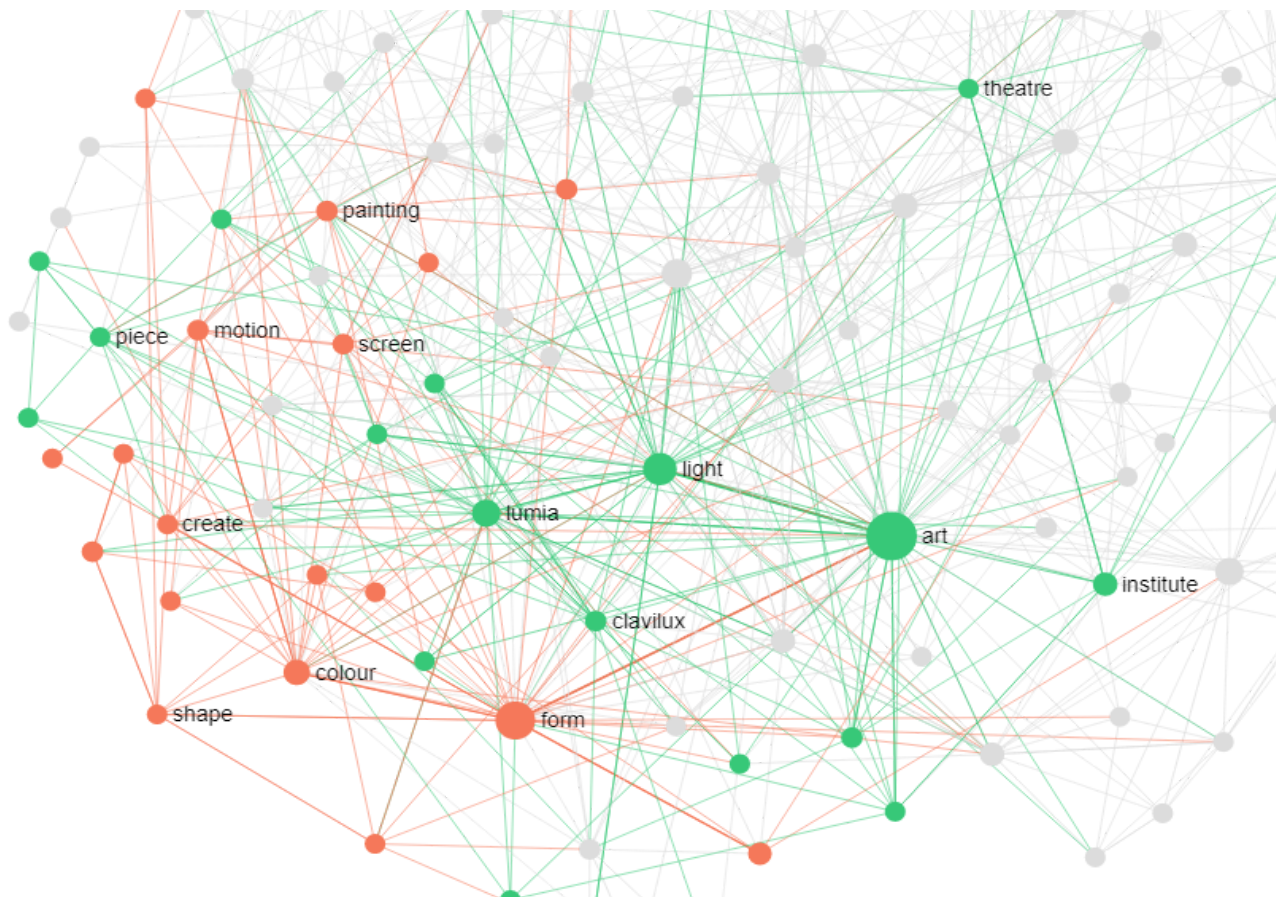 theatre
painting
motion
piece
screen
light
lumia
create
art
institute
clavilux
colour
shape
form